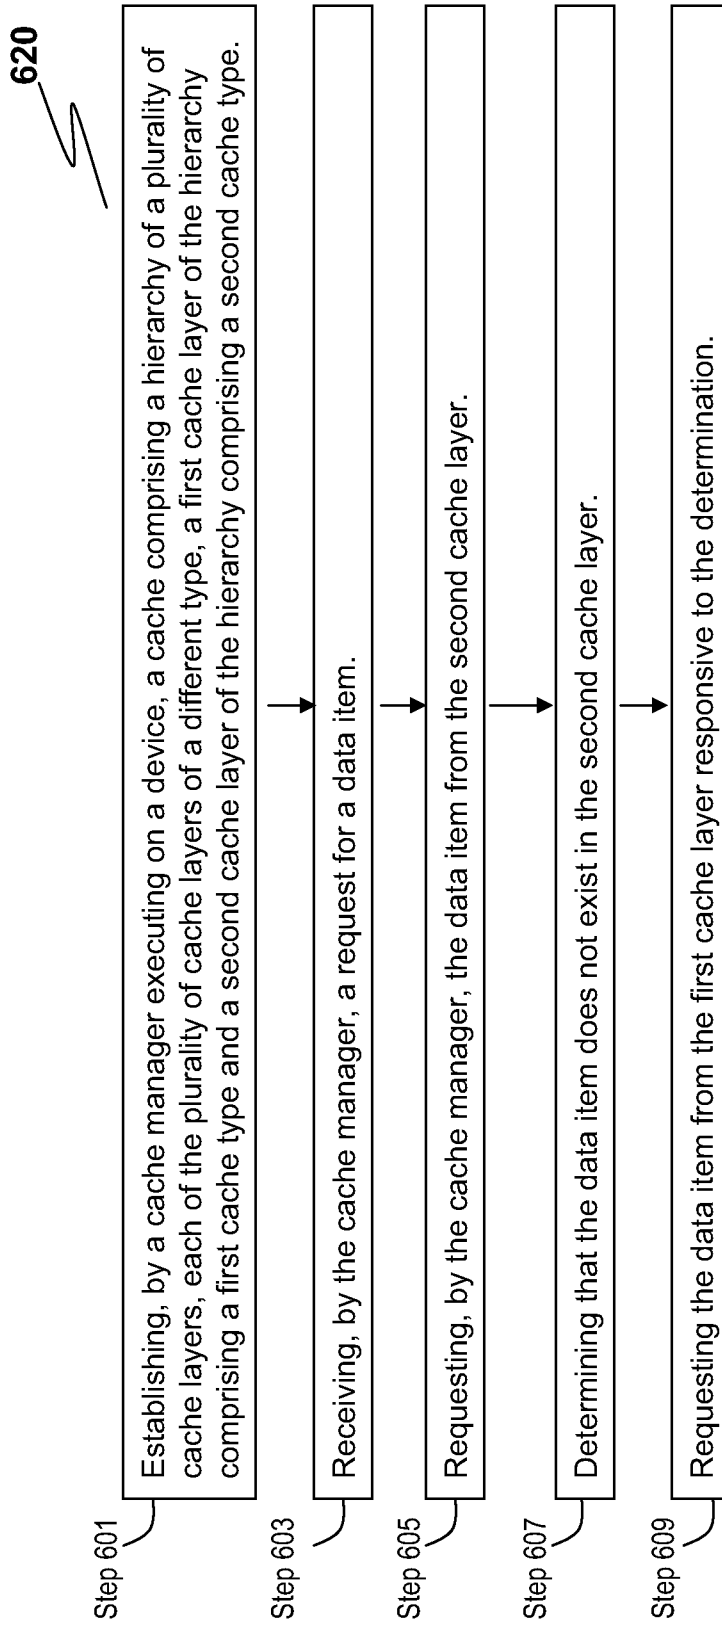 620
Step 601
Establishing, by a cache manager executing on a device, a cache comprising a hierarchy of a plurality of
cache layers, each of the plurality of cache layers of a different type, a first cache layer of the hierarchy
comprising a first cache type and a second cache layer of the hierarchy comprising a second cache type.
Step 603
Receiving, by the cache manager, a request for a data item.
Step 605
Requesting, by the cache manager, the data item from the second cache layer.
Step 607
Determining that the data item does not exist in the second cache layer.
Step 609
Requesting the data item from the first cache layer responsive to the determination.